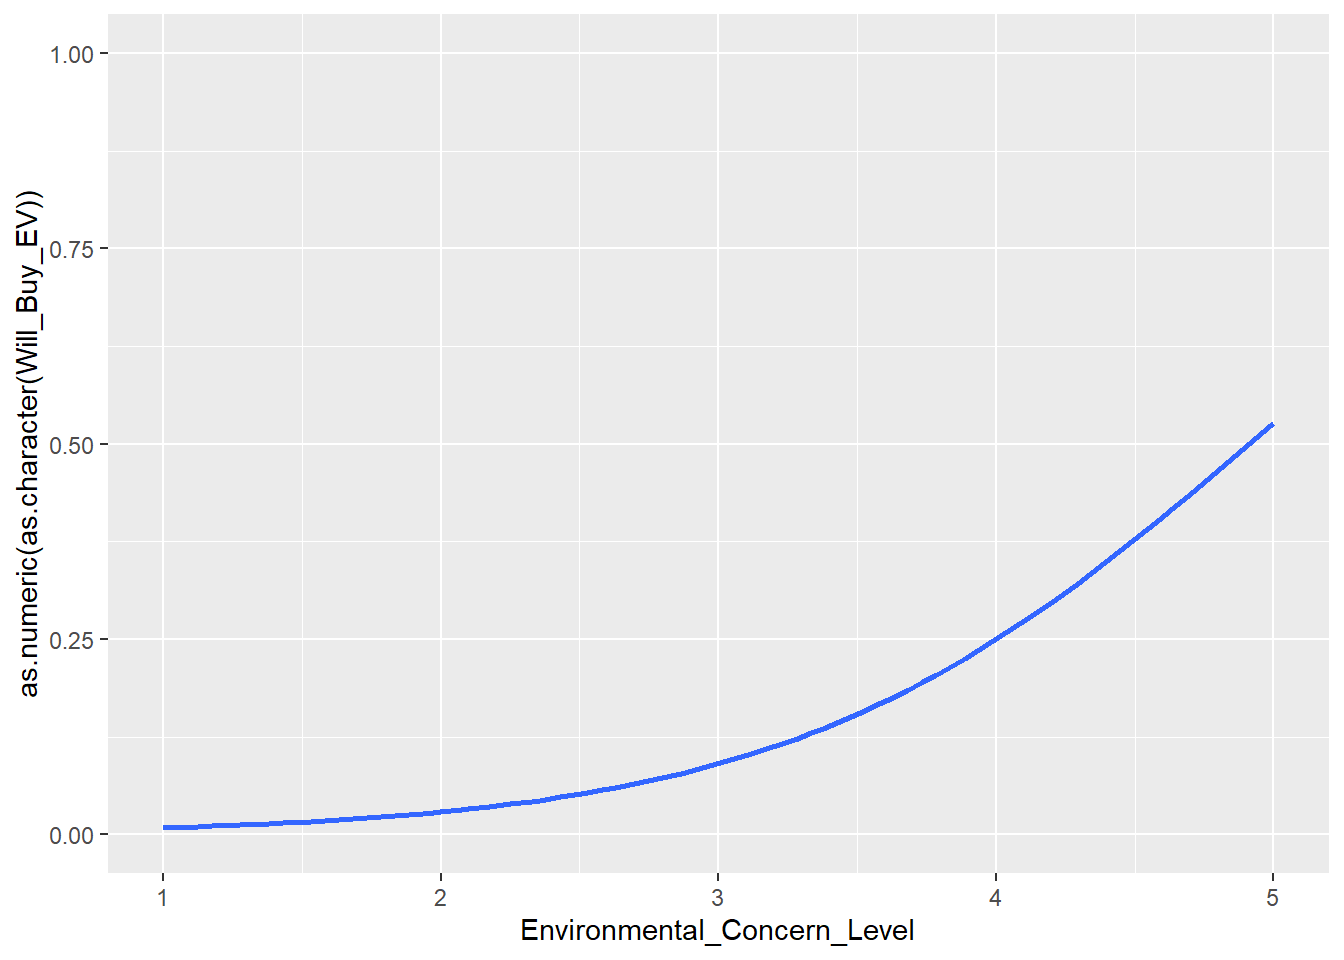 as.numeric(as.character(Will_Buy_EV))
1.00
0.75
0.50
0.25
0.00
1 2 3 4 5
Environmental_Concern_Level